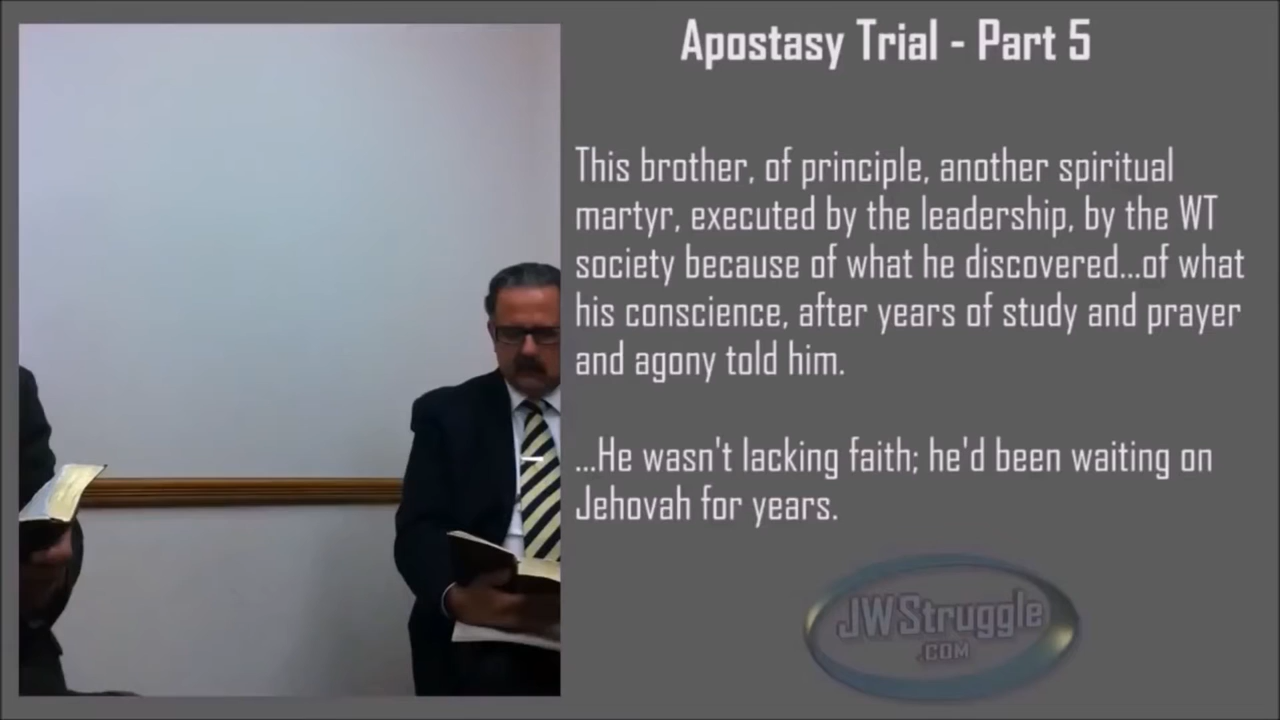 Apostasy Trial - Part 5
This brother, of principle, another spiritual
martyr, executed by the leadership, by the WT
society because of what he discovered...of what
his conscience, after years of study and prayer
and agony told him.
...He wasn't lacking faith; he'd been waiting on
Jehovah for years.
JWStruggle
.COM